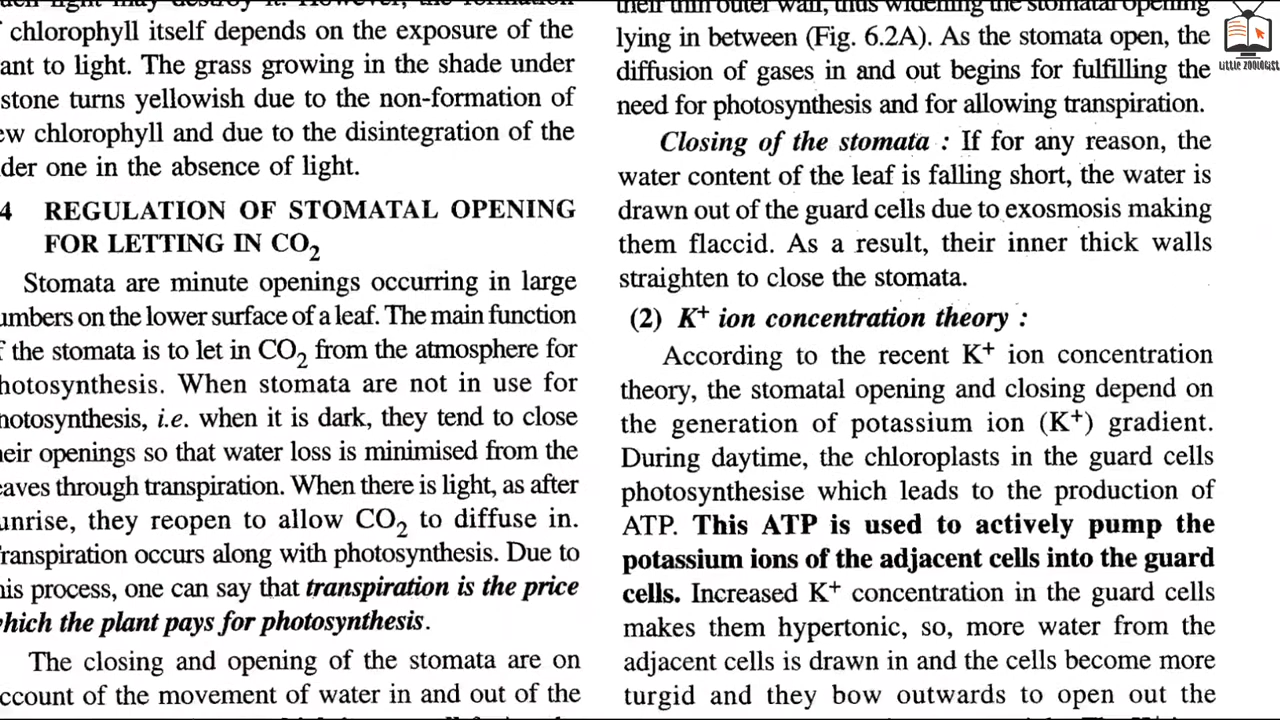 chlorophyll itself depends on the exposure of the
ant to light. The grass growing in the shade under
stone turns yellowish due to the non-formation of
ew chlorophyll and due to the disintegration of the
der one in the absence of light.
4 REGULATION OF STOMATAL OPENING
FOR LETTING IN CO₂
Stomata are minute openings occurring in large
umbers on the lower surface of a leaf. The main function
f the stomata is to let in CO₂ from the atmosphere for
hotosynthesis. When stomata are not in use for
hotosynthesis, i.e. when it is dark, they tend to close
heir openings so that water loss is minimised from the
eaves through transpiration. When there is light, as after
unrise, they reopen to allow CO₂ to diffuse in.
ranspiration occurs along with photosynthesis. Due to
his process, one can say that transpiration is the price
which the plant pays for photosynthesis.
The closing and opening of the stomata are on
ccount of the movement of water in and out of the
their thin outer wall, thus widening the stomatal opening
lying in between (Fig. 6.2A). As the stomata open, the
diffusion of gases in and out begins for fulfilling the
need for photosynthesis and for allowing transpiration.
Closing of the stomata : If for any reason, the
water content of the leaf is falling short, the water is
drawn out of the guard cells due to exosmosis making
them flaccid. As a result, their inner thick walls
straighten to close the stomata.
(2) K⁺ ion concentration theory :
According to the recent K⁺ ion concentration
theory, the stomatal opening and closing depend on
the generation of potassium ion (K⁺) gradient.
During daytime, the chloroplasts in the guard cells
photosynthesise which leads to the production of
ATP. This ATP is used to actively pump the
potassium ions of the adjacent cells into the guard
cells. Increased K⁺ concentration in the guard cells
makes them hypertonic, so, more water from the
adjacent cells is drawn in and the cells become more
turgid and they bow outwards to open out the
LITTLE ZOOLOGIST